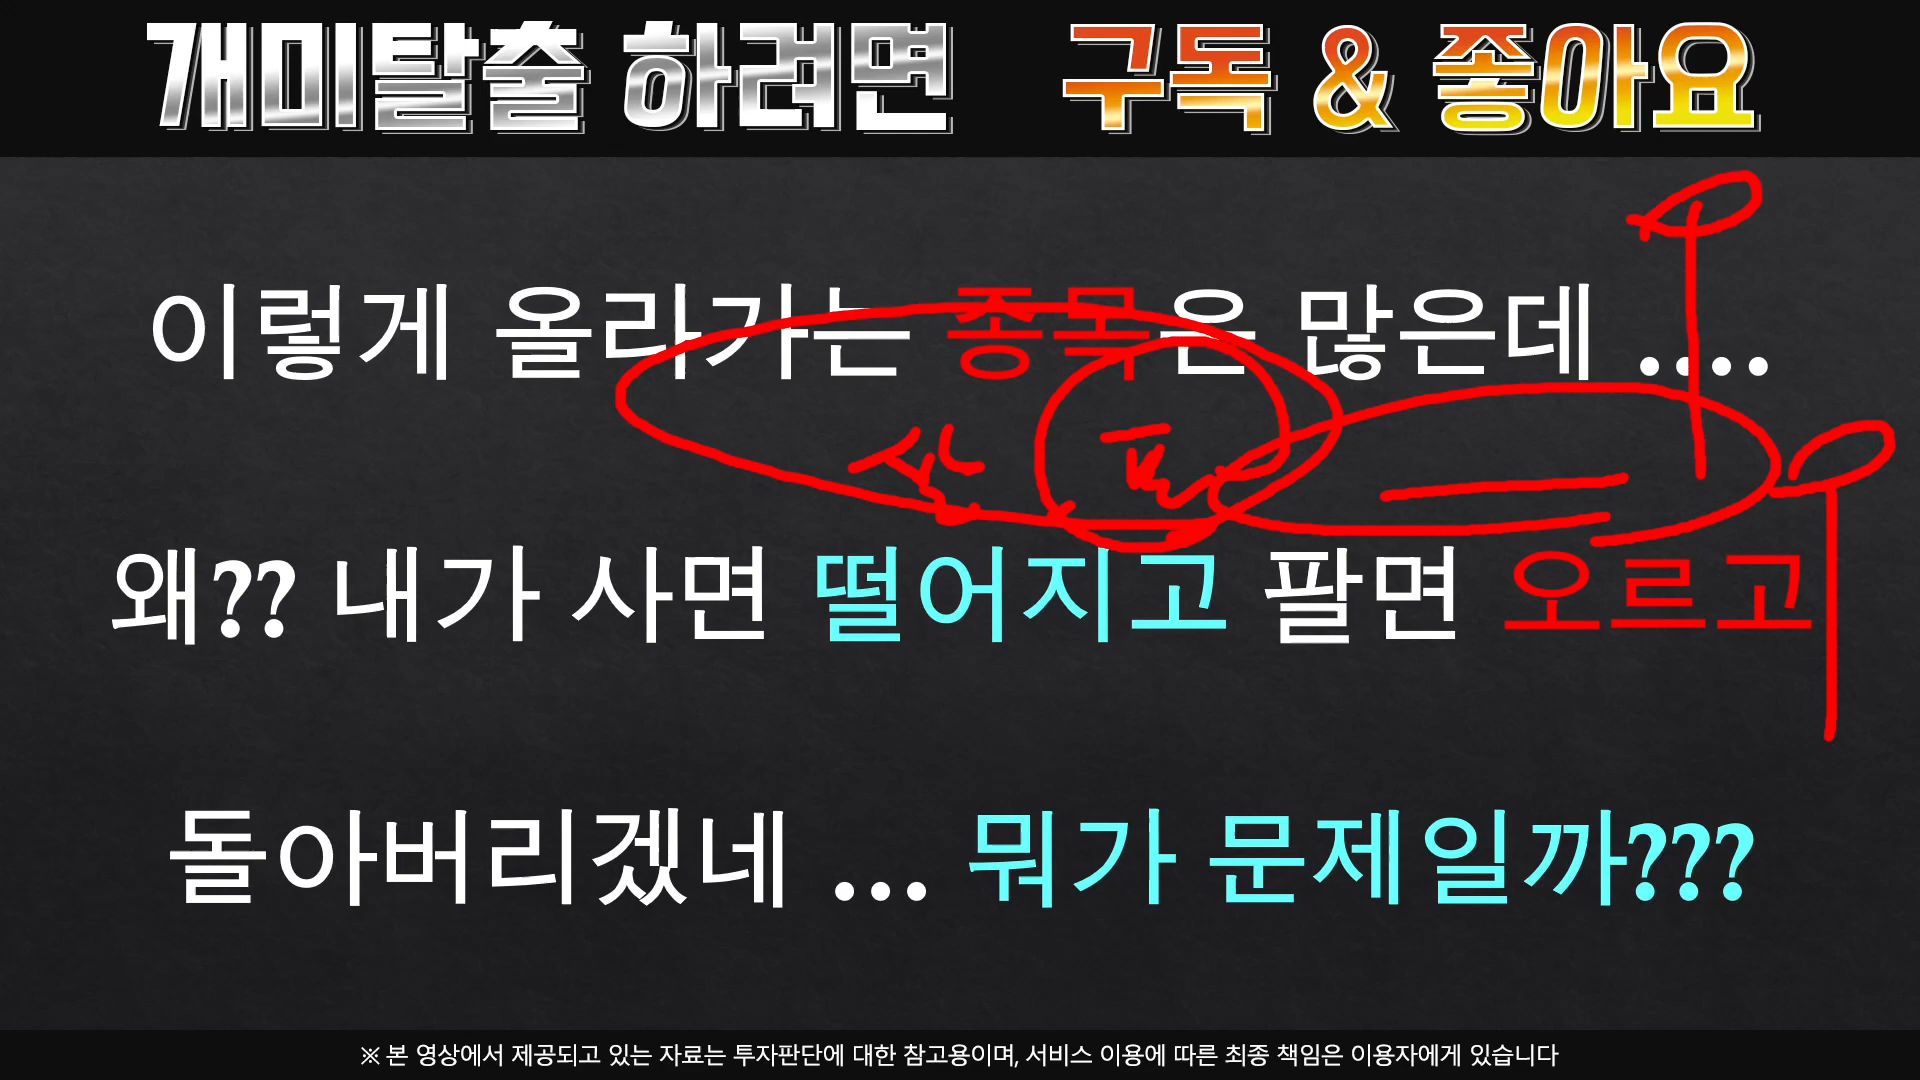 개미탈출 하려면 구독 & 좋아요
이렇게 올라가는 종목은 많은데 ....
왜?? 내가 사면 떨어지고 팔면 오르고
돌아버리겠네 ... 뭐가 문제일까???
※ 본 영상에서 제공되고 있는 자료는 투자판단에 대한 참고용이며, 서비스 이용에 따른 최종 책임은 이용자에게 있습니다